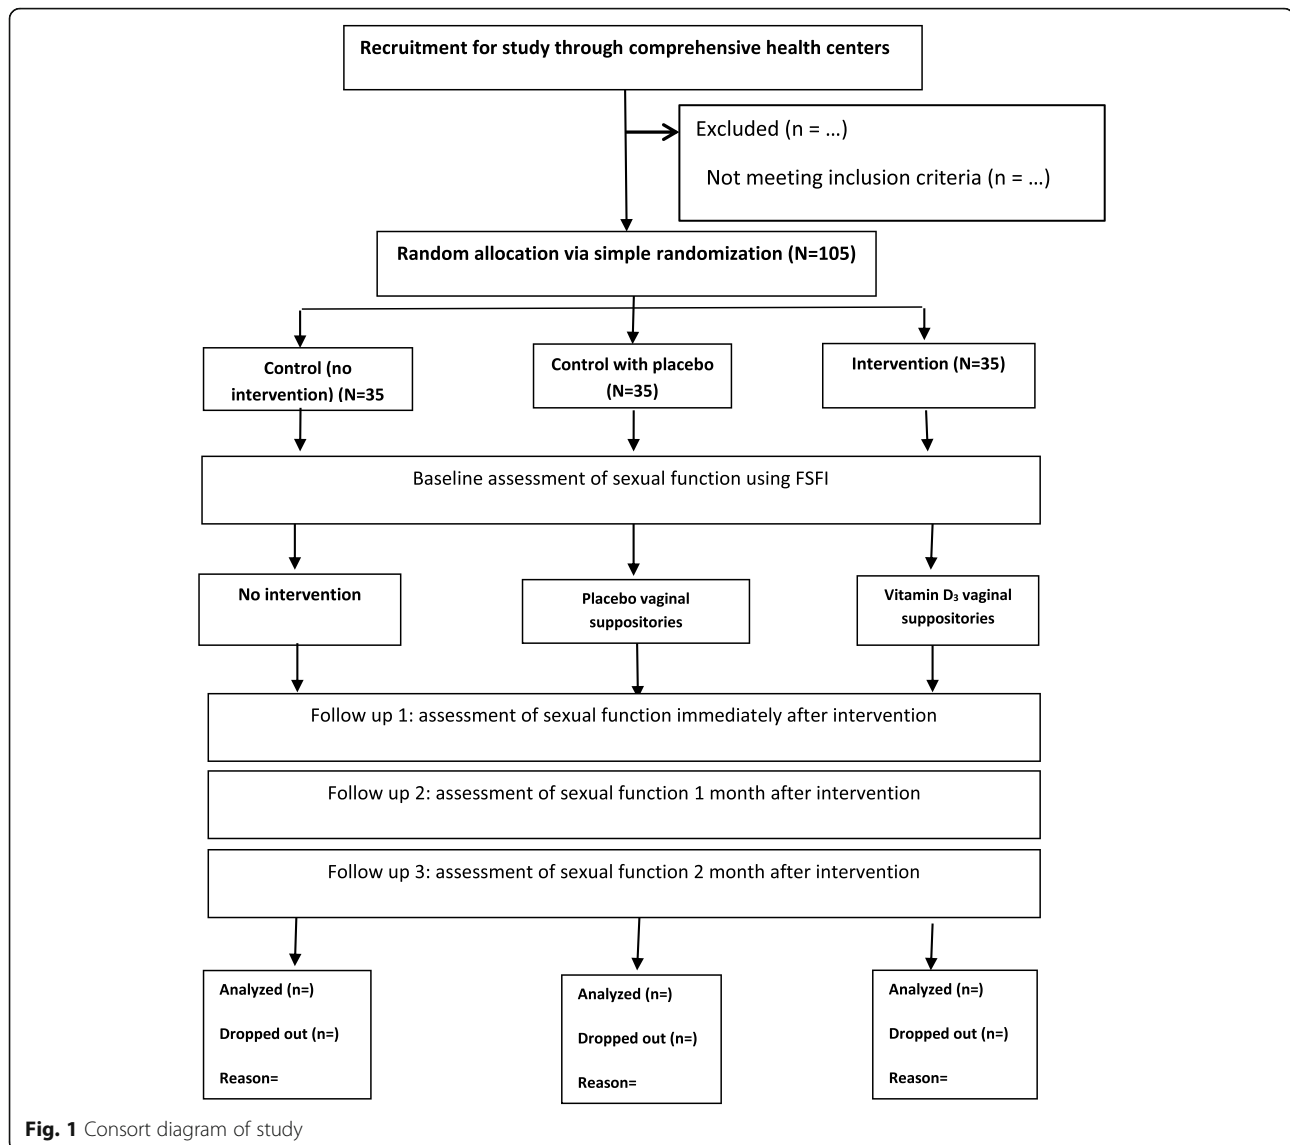 Recruitment for study through comprehensive health centers
Excluded (n = ...)
Not meeting inclusion criteria (n = ...)
Random allocation via simple randomization (N=105)
Control (no
intervention) (N=35
Control with placebo
(N=35)
Intervention (N=35)
Baseline assessment of sexual function using FSFI
No intervention
Placebo vaginal
suppositories
Vitamin D₃ vaginal
suppositories
Follow up 1: assessment of sexual function immediately after intervention
Follow up 2: assessment of sexual function 1 month after intervention
Follow up 3: assessment of sexual function 2 month after intervention
Analyzed (n=)
Dropped out (n=)
Reason=
Analyzed (n=)
Dropped out (n=)
Reason=
Analyzed (n=)
Dropped out (n=)
Reason=
Fig. 1 Consort diagram of study